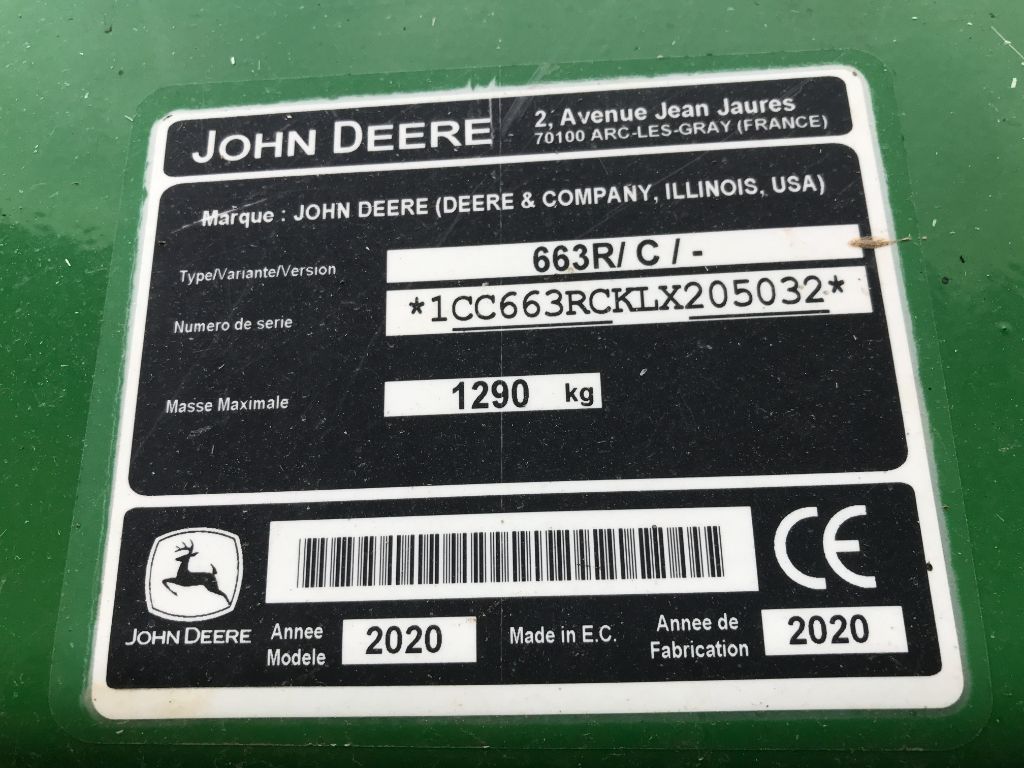 JOHN DEERE
2, Avenue Jean Jaures
70100 ARC-LES-GRAY (FRANCE)
Marque : JOHN DEERE (DEERE & COMPANY, ILLINOIS, USA)
Type/Variante/Version 663R/ C / -
Numero de serie *1CC663RCKLX205032*
Masse Maximale 1290 kg
CE
JOHN DEERE
Annee Modele 2020
Made in E.C.
Annee de Fabrication 2020